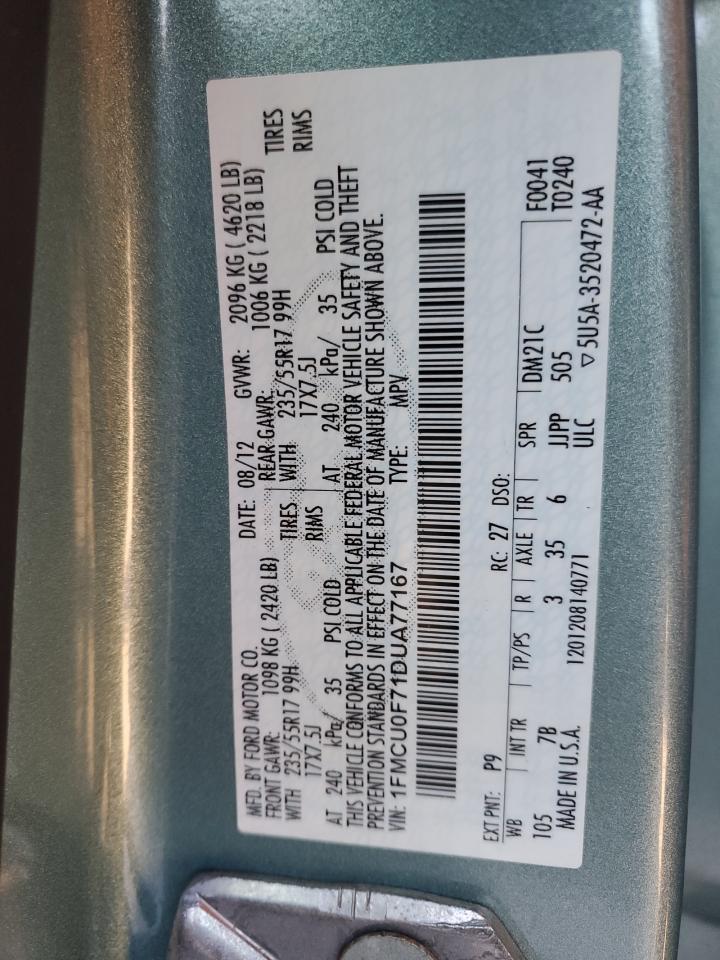 MFD. BY FORD MOTOR CO. DATE: 08/12 GVWR: 2096 KG ( 4620 LB)
FRONT GAWR: 1098 KG ( 2420 LB) REAR GAWR: 1006 KG ( 2218 LB)
WITH 235/55R17 99H TIRES WITH 235/55R17 99H TIRES
17X7.5J RIMS 17X7.5J RIMS
AT 240 kPa/ 35 PSI COLD AT 240 kPa/ 35 PSI COLD
THIS VEHICLE CONFORMS TO ALL APPLICABLE FEDERAL MOTOR VEHICLE SAFETY AND THEFT
PREVENTION STANDARDS IN EFFECT ON THE DATE OF MANUFACTURE SHOWN ABOVE.
VIN: 1FMCU0F71DUA77167 TYPE: MPV
EXT PNT: P9 RC: 27 DSO:
WB INT TR TP/PS R AXLE TR SPR DM21C F0041
105 7B 3 35 6 JJPP 505 T0240
MADE IN U.S.A. 1201208140771 ULC ▽5U5A-3520472-AA